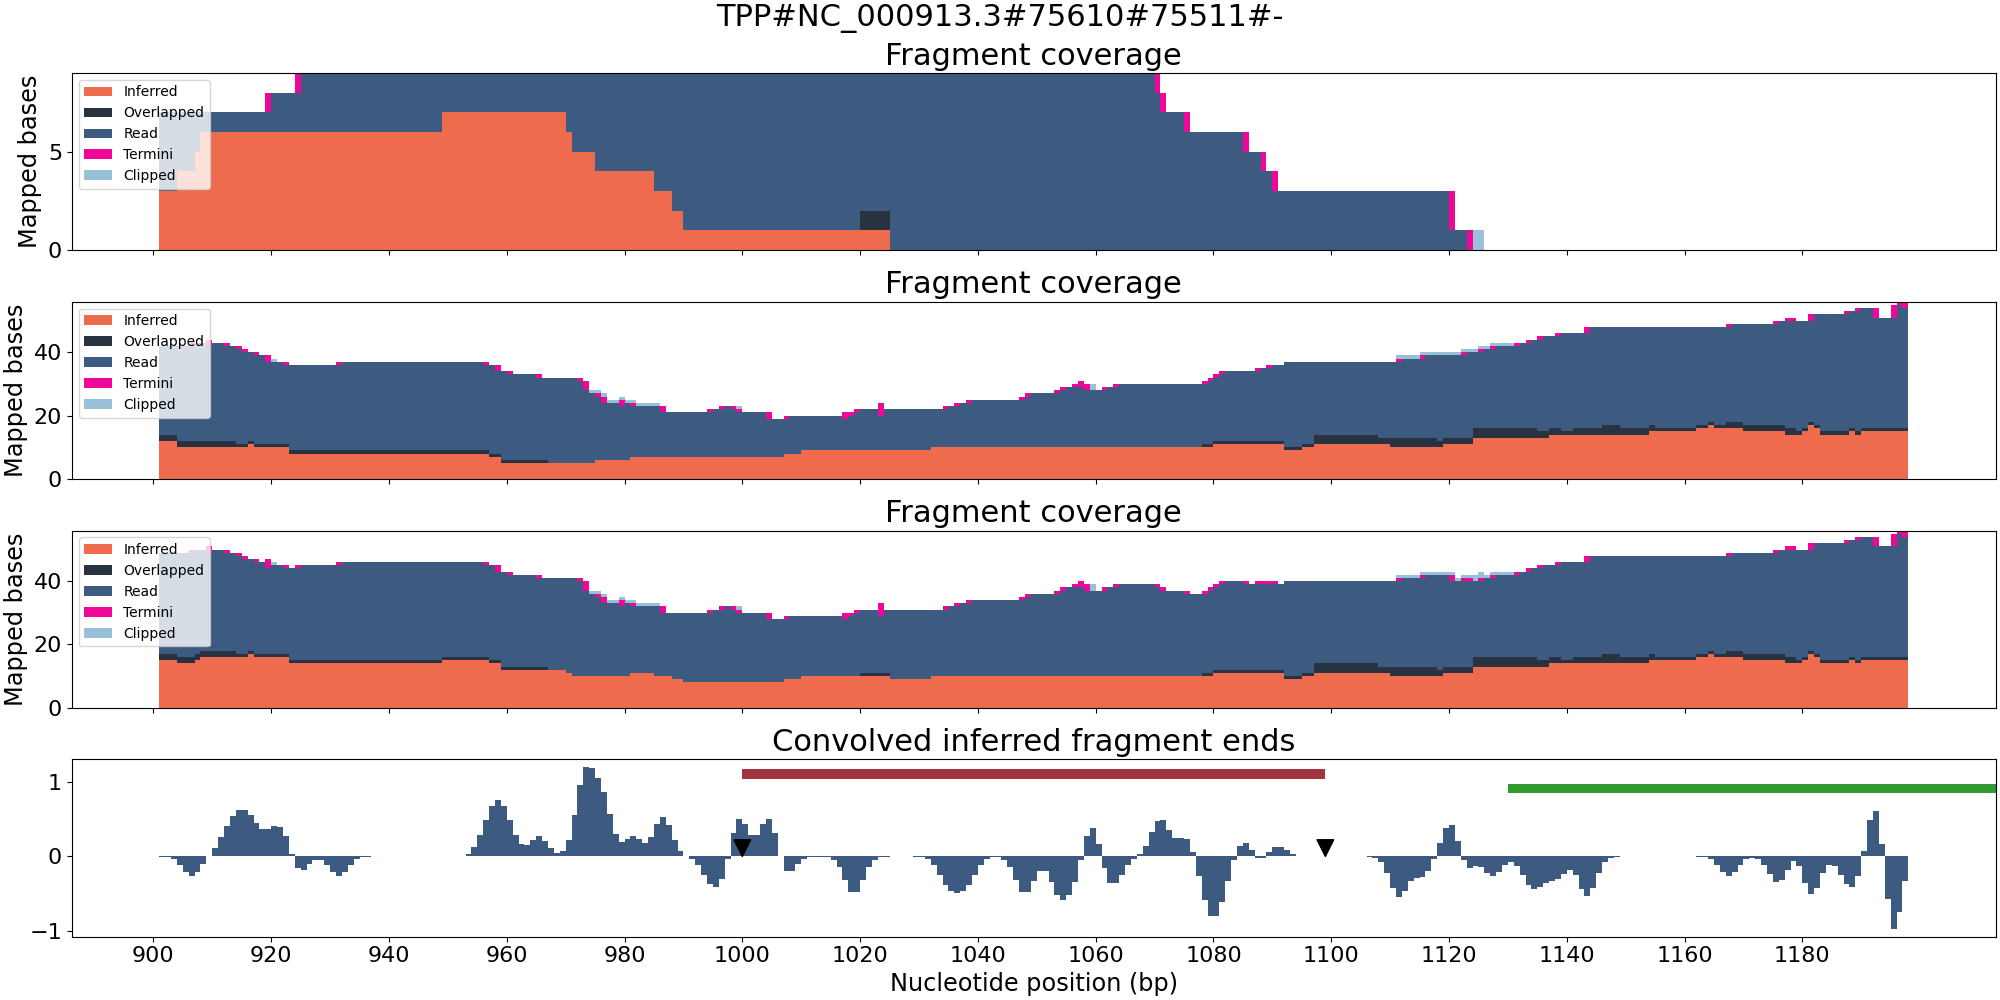 TPP#NC_000913.3#75610#75511#-
Fragment coverage
Mapped bases
5
0
Inferred
Overlapped
Read
Termini
Clipped
Fragment coverage
Mapped bases
40
20
0
Inferred
Overlapped
Read
Termini
Clipped
Fragment coverage
Mapped bases
40
20
0
Inferred
Overlapped
Read
Termini
Clipped
Convolved inferred fragment ends
1
0
−1
900 920 940 960 980 1000 1020 1040 1060 1080 1100 1120 1140 1160 1180
Nucleotide position (bp)